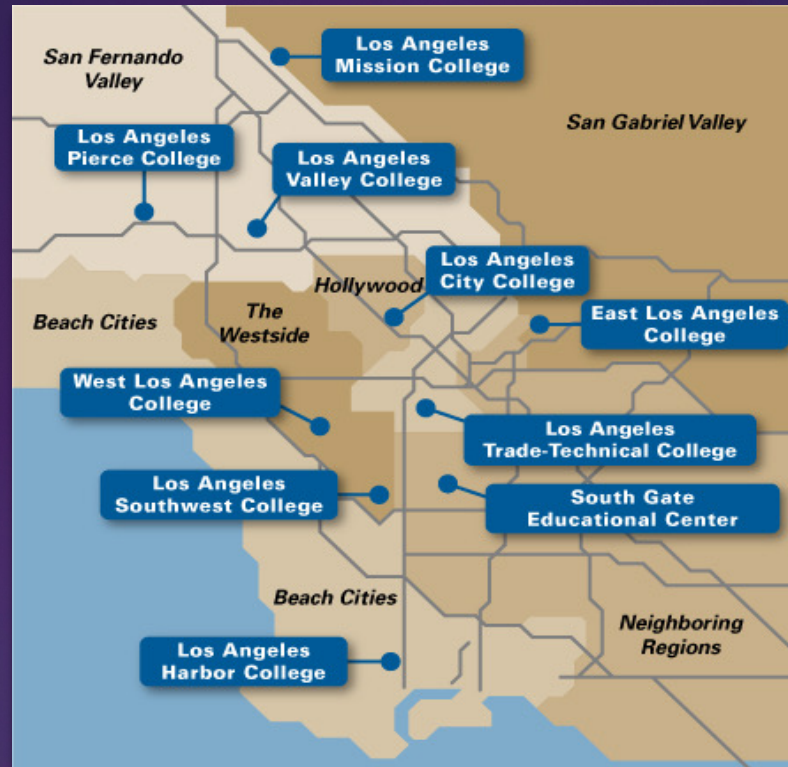 San Fernando
Valley
Los Angeles
Mission College
San Gabriel Valley
Los Angeles
Pierce College
Los Angeles
Valley College
Los Angeles
City College
Hollywood
The
Westside
Beach Cities
East Los Angeles
College
West Los Angeles
College
Los Angeles
Trade-Technical College
Los Angeles
Southwest College
South Gate
Educational Center
Beach Cities
Neighboring
Regions
Los Angeles
Harbor College